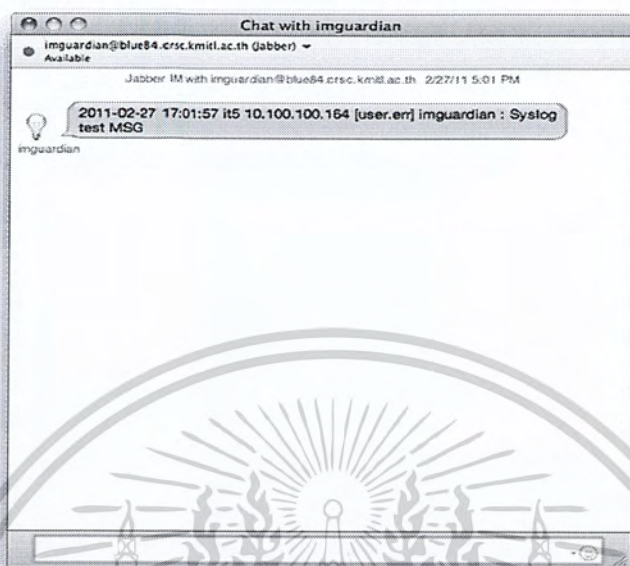 Chat with imguardian
imguardian@blue84.crsc.kmitl.ac.th (Jabber)
Available
Jabber IM with imguardian@blue84.crsc.kmitl.ac.th 2/27/11 5:01 PM
2011-02-27 17:01:57 it5 10.100.100.164 [user.err] imguardian : Syslog
test MSG
imguardian